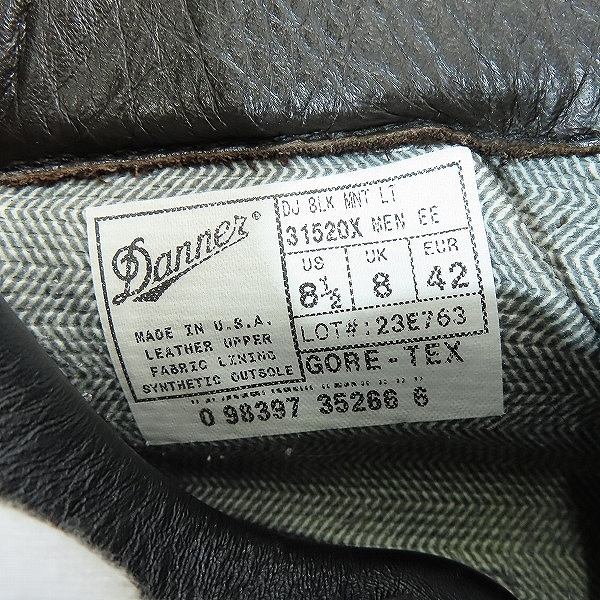 Danner®
MADE IN U.S.A.
LEATHER UPPER
FABRIC LINING
SYNTHETIC OUTSOLE
DJ BLK MNT LT
31520X MEN EE
US UK EUR
8½ 8 42
LOT#:23E763
GORE-TEX
0 98397 35266 6